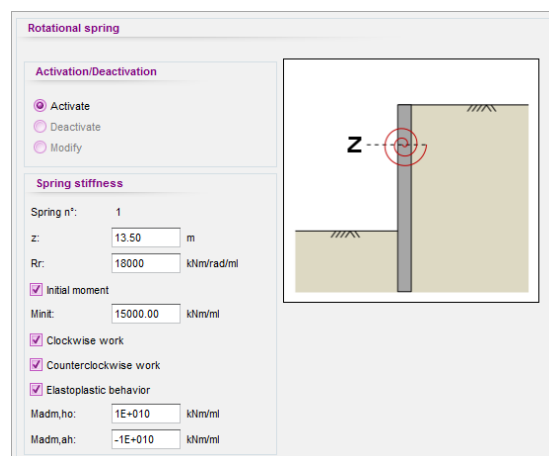 Rotational spring
Activation/Deactivation
Activate
Deactivate
Modify
Spring stiffness
Spring n°: 1
z: 13.50 m
Rr: 18000 kNm/rad/ml
Initial moment
Minit: 15000.00 kNm/ml
Clockwise work
Counterclockwise work
Elastoplastic behavior
Madm,ho: 1E+010 kNm/ml
Madm,ah: -1E+010 kNm/ml
Z